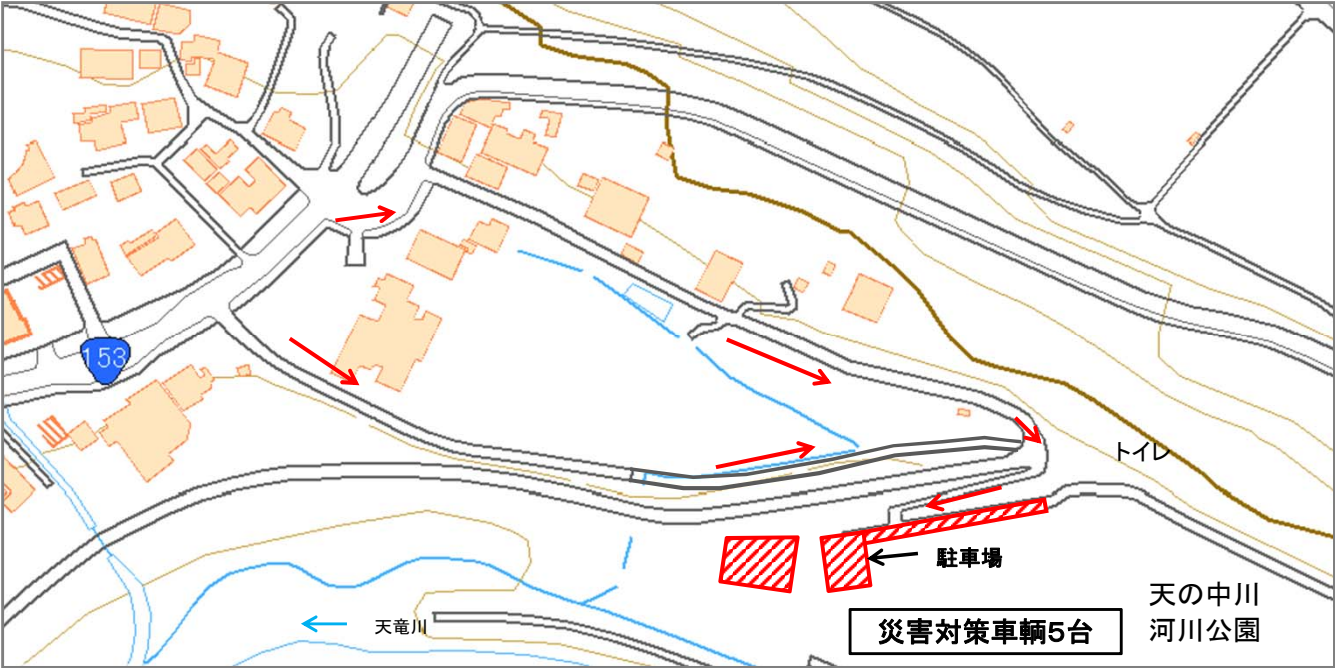 153
トイレ
駐車場
天の中川
河川公園
災害対策車輌5台
天竜川